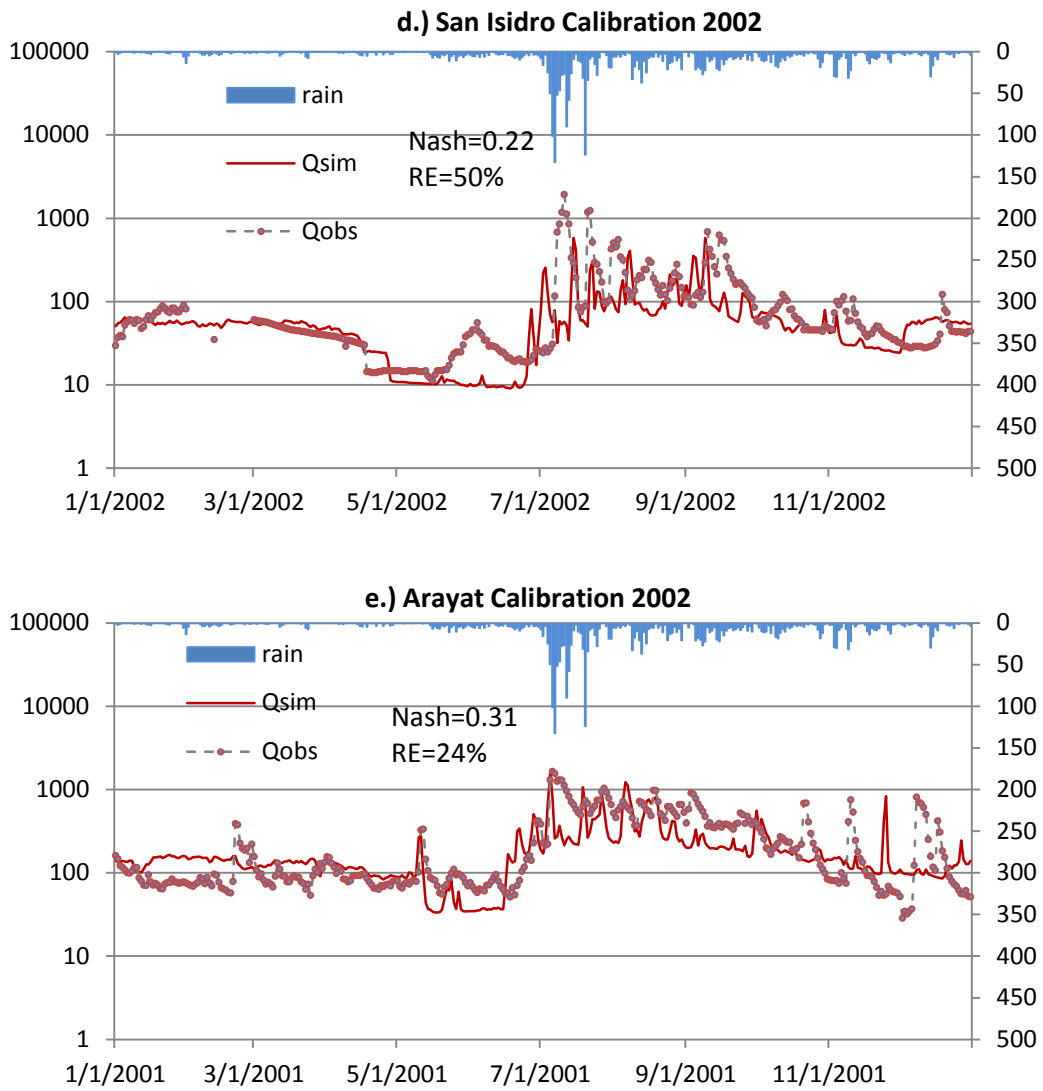 d.) San Isidro Calibration 2002
100000
10000
1000
100
10
1
rain
Qsim
Qobs
Nash=0.22
RE=50%
0
50
100
150
200
250
300
350
400
450
500
1/1/2002 3/1/2002 5/1/2002 7/1/2002 9/1/2002 11/1/2002
e.) Arayat Calibration 2002
100000
10000
1000
100
10
1
rain
Qsim
Qobs
Nash=0.31
RE=24%
0
50
100
150
200
250
300
350
400
450
500
1/1/2001 3/1/2001 5/1/2001 7/1/2001 9/1/2001 11/1/2001